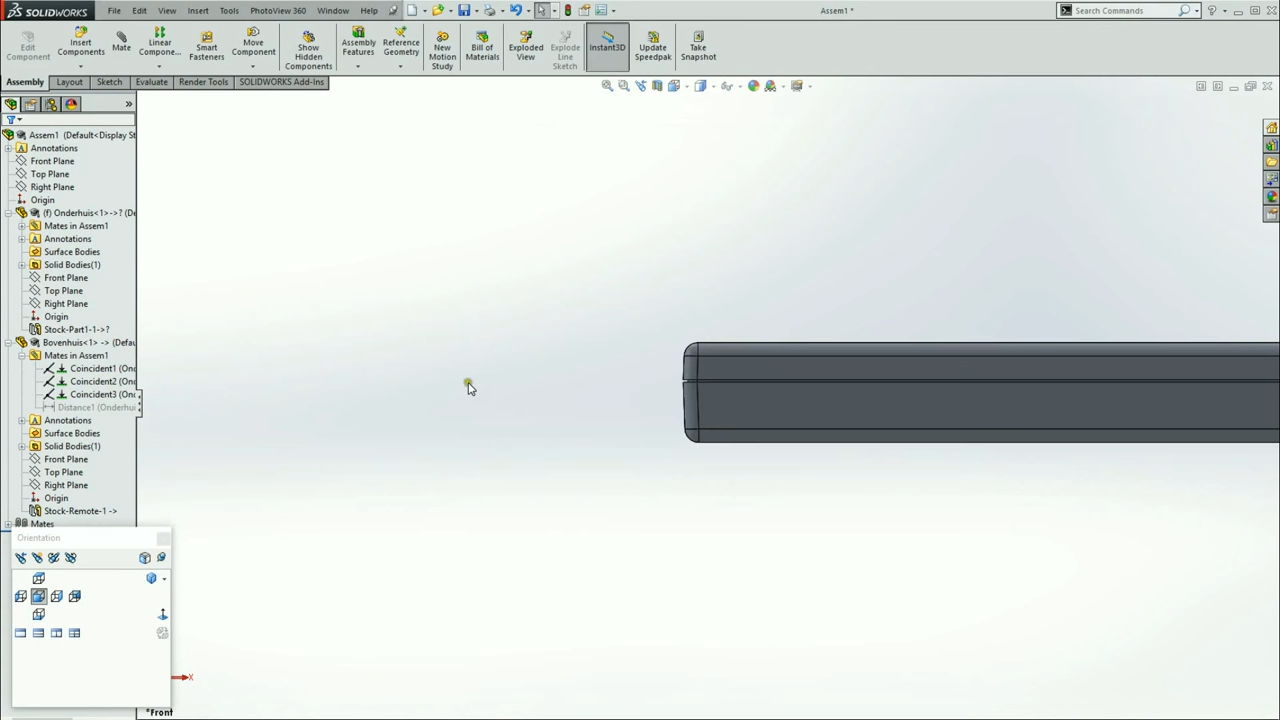 SOLIDWORKS File Edit View Insert Tools PhotoView 360 Window Help Assem1 * Search Commands ?
Edit Component
Insert Components
Mate
Linear Compone...
Smart Fasteners
Move Component
Show Hidden Components
Assembly Features
Reference Geometry
New Motion Study
Bill of Materials
Exploded View
Explode Line Sketch
Instant3D
Update Speedpak
Take Snapshot
Assembly Layout Sketch Evaluate Render Tools SOLIDWORKS Add-Ins
Assem1 (Default<Display St
Annotations
Front Plane
Top Plane
Right Plane
Origin
(f) Onderhuis<1>->? (De
Mates in Assem1
Annotations
Surface Bodies
Solid Bodies(1)
Front Plane
Top Plane
Right Plane
Origin
Stock-Part1-1->?
Bovenhuis<1> -> (Defau
Mates in Assem1
Coincident1 (Ond
Coincident2 (Ond
Coincident3 (Ond
Distance1 (Onderhui
Annotations
Surface Bodies
Solid Bodies(1)
Front Plane
Top Plane
Right Plane
Origin
Stock-Remote-1 ->
Mates
Orientation
X
*Front